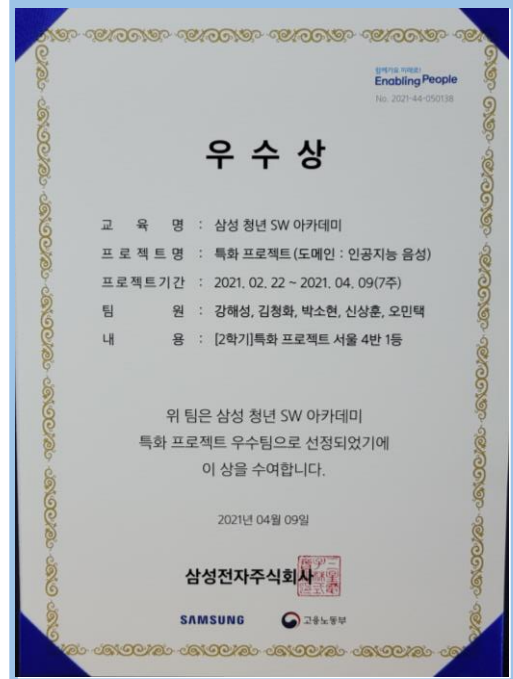 함께가요 미래로!
Enabling People
No. 2021-44-050138
우수상
교 육 명 : 삼성 청년 SW 아카데미
프로젝트명 : 특화 프로젝트(도메인 : 인공지능 음성)
프로젝트기간 : 2021. 02. 22 ~ 2021. 04. 09(7주)
팀 원 : 강해성, 김청화, 박소현, 신상훈, 오민택
내 용 : [2학기]특화 프로젝트 서울 4반 1등
위 팀은 삼성 청년 SW 아카데미
특화 프로젝트 우수팀으로 선정되었기에
이 상을 수여합니다.
2021년 04월 09일
삼성전자주식회사
SAMSUNG 고용노동부